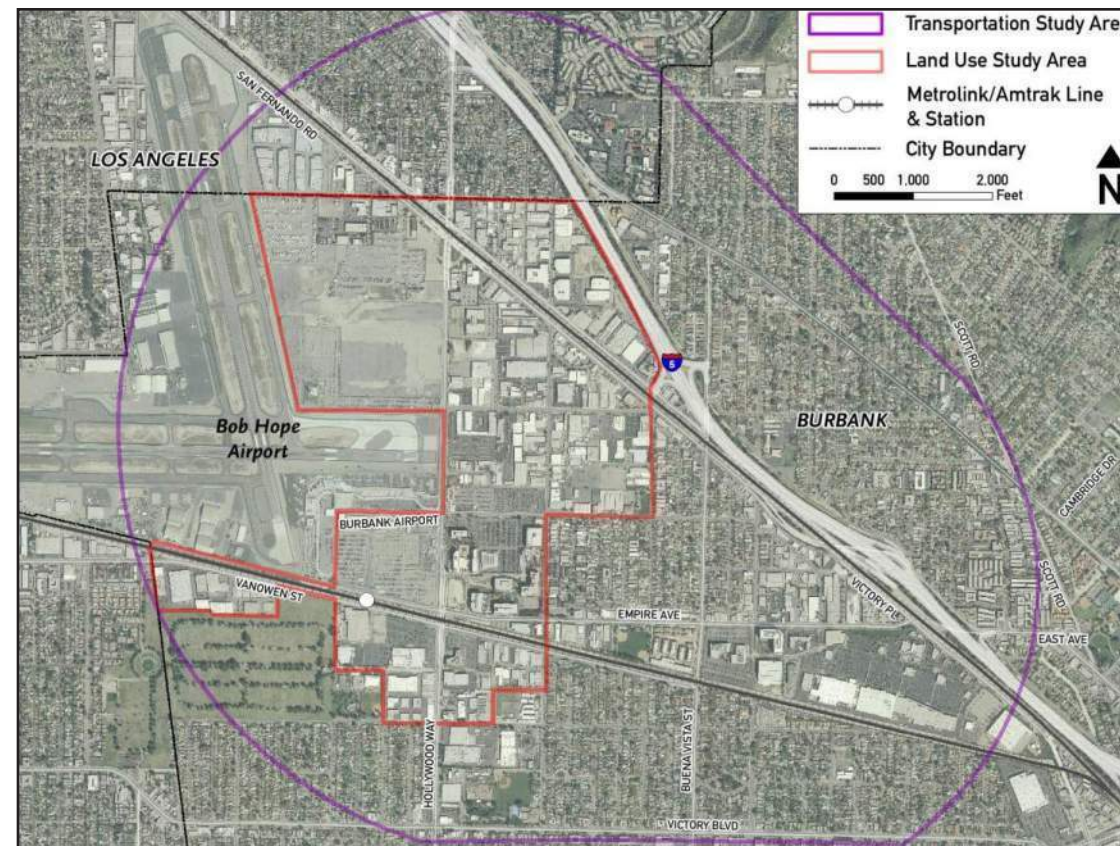 Transportation Study Are
Land Use Study Area
Metrolink/Amtrak Line
& Station
City Boundary
0 500 1,000 2,000
Feet
N
SAN FERNANDO RD
LOS ANGELES
SCOTT RD
5
BURBANK
Bob Hope
Airport
CAMBRIDGE DR
BURBANK AIRPORT
VANOWEN ST
VICTORY PL
SCOTT RD
EMPIRE AVE
EAST AVE
HOLLYWOOD WAY
BUENA VISTA ST
VICTORY BLVD